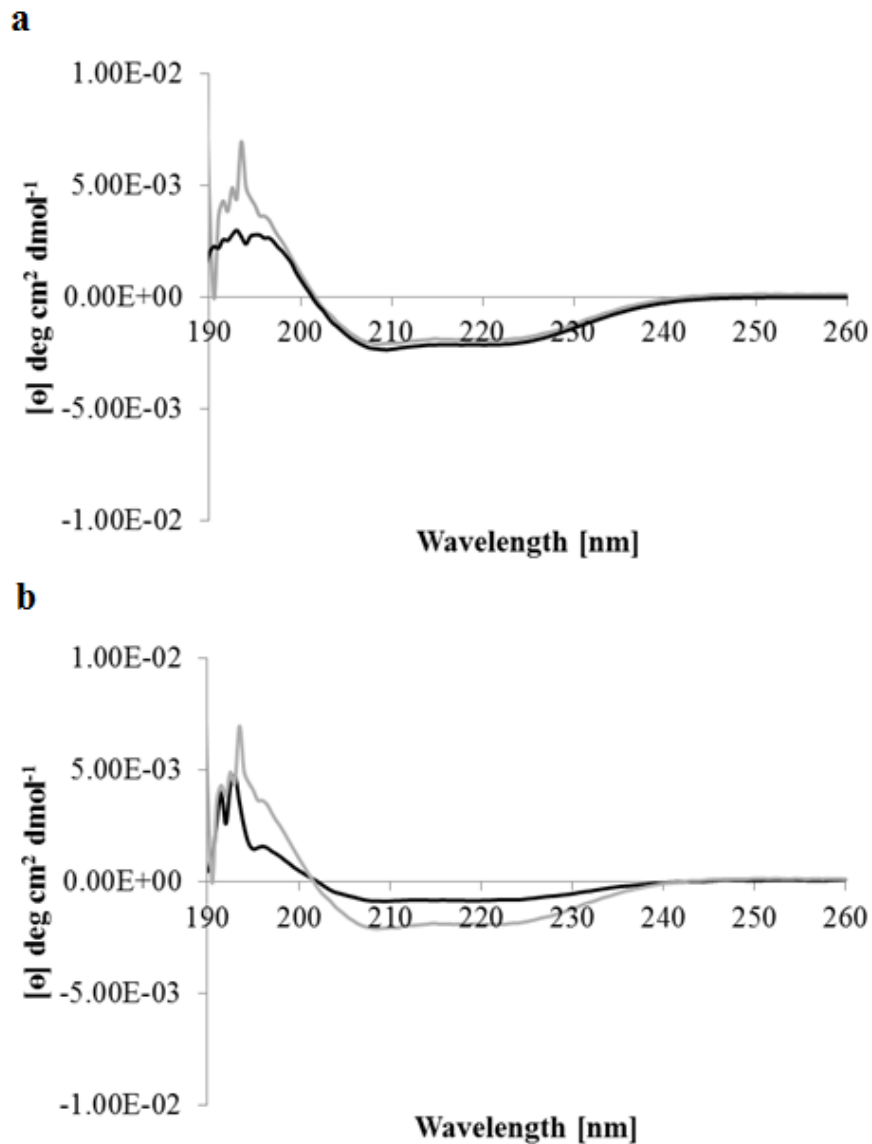 a
1.00E-02
5.00E-03
0.00E+00
-5.00E-03
-1.00E-02
[ɵ] deg cm² dmol⁻¹
190 200 210 220 230 240 250 260
Wavelength [nm]
b
1.00E-02
5.00E-03
0.00E+00
-5.00E-03
-1.00E-02
[ɵ] deg cm² dmol⁻¹
190 200 210 220 230 240 250 260
Wavelength [nm]